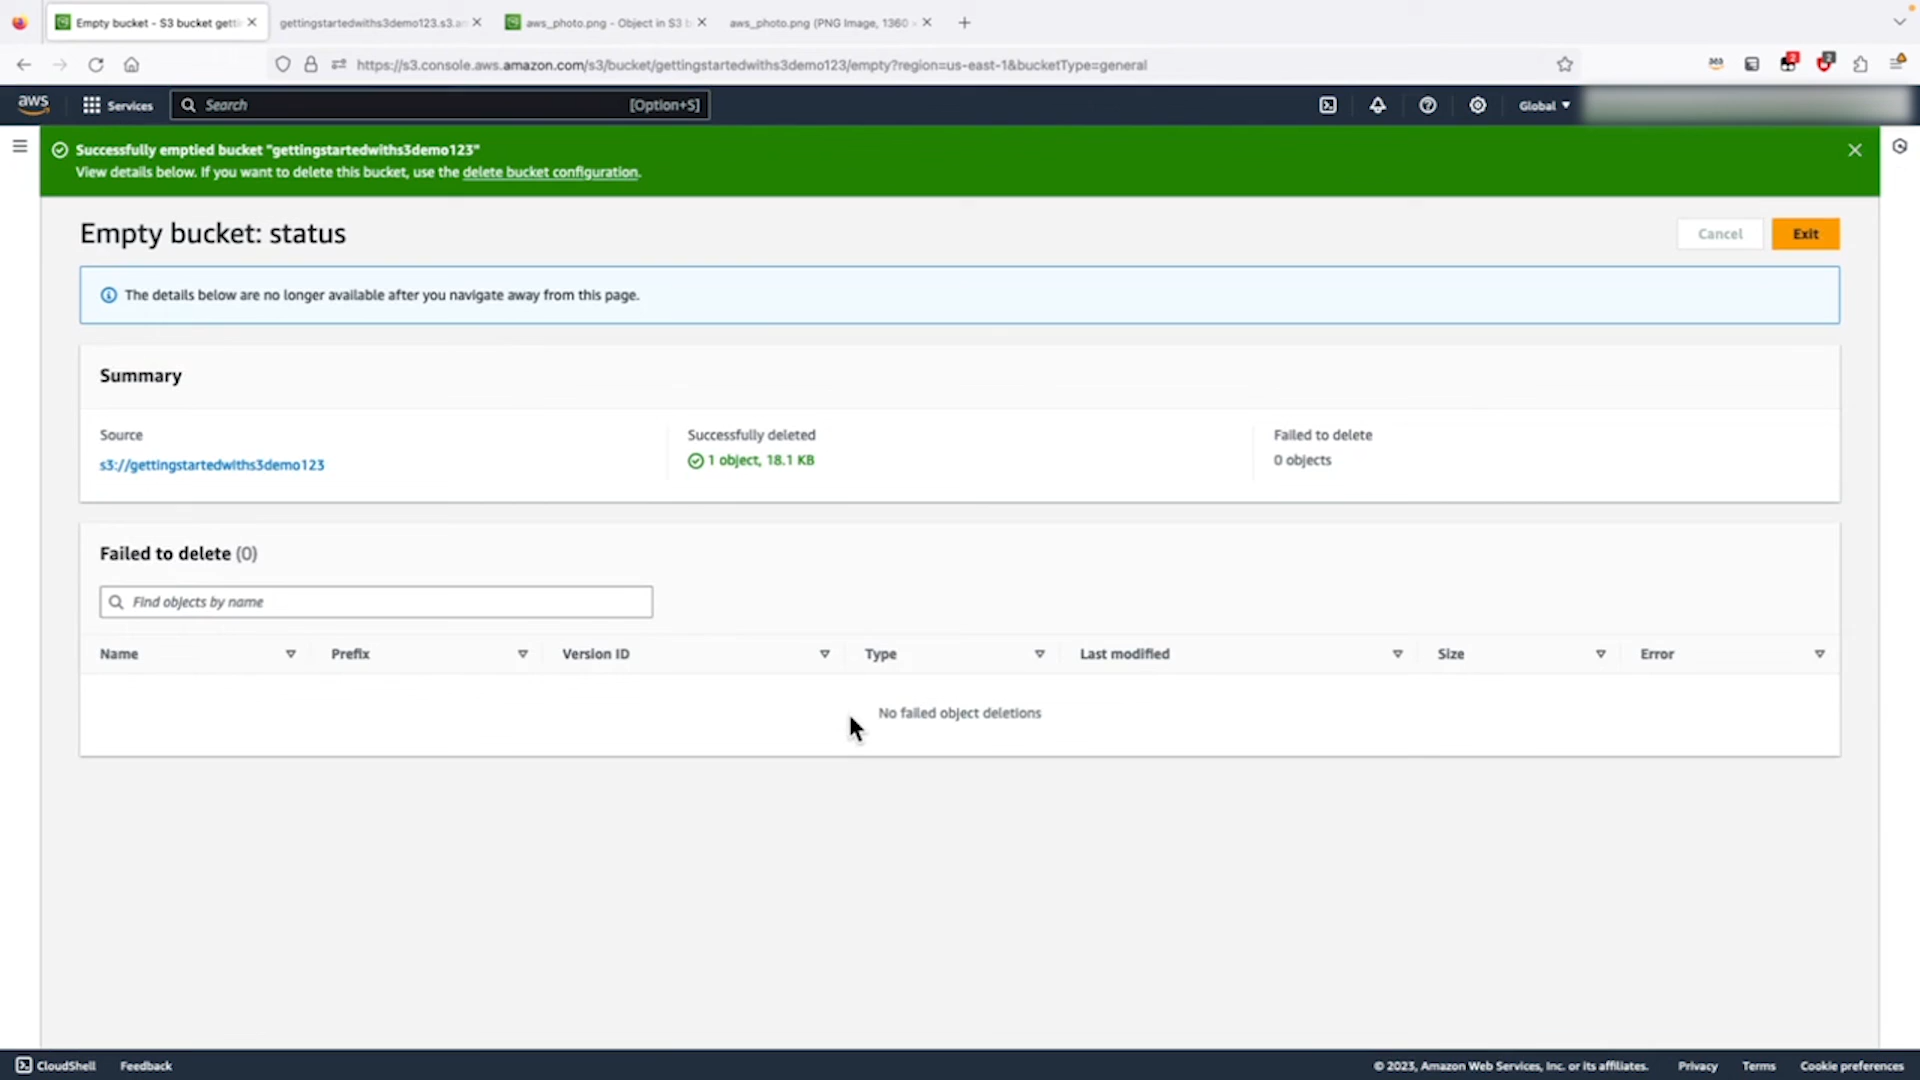 Empty bucket - S3 bucket getti
gettingstartedwiths3demo123.s3.am
aws_photo.png - Object in S3 b
aws_photo.png (PNG Image, 1360
https://s3.console.aws.amazon.com/s3/bucket/gettingstartedwiths3demo123/empty?region=us-east-1&bucketType=general
aws
Services
Search
[Option+S]
Global
Successfully emptied bucket "gettingstartedwiths3demo123"
View details below. If you want to delete this bucket, use the delete bucket configuration.
Empty bucket: status
Cancel
Exit
The details below are no longer available after you navigate away from this page.
Summary
Source
Successfully deleted
Failed to delete
s3://gettingstartedwiths3demo123
1 object, 18.1 KB
0 objects
Failed to delete (0)
Find objects by name
Name
Prefix
Version ID
Type
Last modified
Size
Error
No failed object deletions
CloudShell
Feedback
© 2023, Amazon Web Services, Inc. or its affiliates.
Privacy
Terms
Cookie preferences